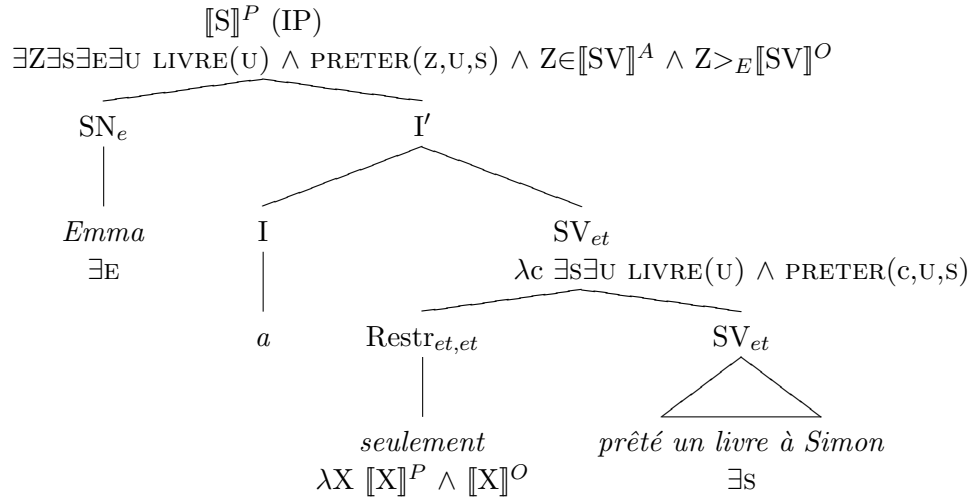 ⟦S⟧ᴾ (IP)
∃Z∃S∃E∃U LIVRE(U) ∧ PRETER(Z,U,S) ∧ Z∈⟦SV⟧ᴬ ∧ Z>_E⟦SV⟧ᴼ
SN_e I′
Emma I SV_et
∃E λc ∃S∃U LIVRE(U) ∧ PRETER(C,U,S)
a Restr_et,et SV_et
seulement prêté un livre à Simon
λX ⟦X⟧ᴾ ∧ ⟦X⟧ᴼ ∃S